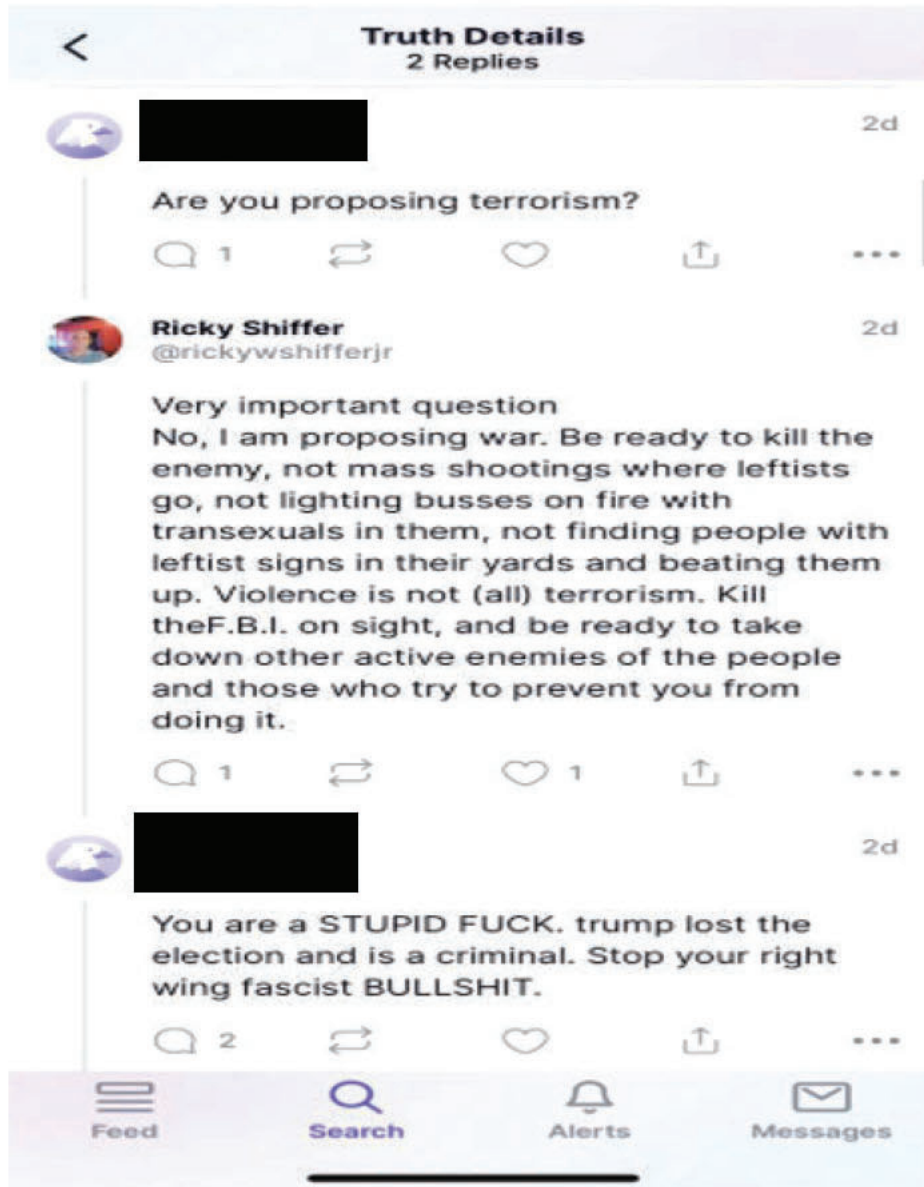 Truth Details
2 Replies
2d
Are you proposing terrorism?
1
Ricky Shiffer
2d
@rickywshifferjr
Very important question
No, I am proposing war. Be ready to kill the
enemy, not mass shootings where leftists
go, not lighting busses on fire with
transexuals in them, not finding people with
leftist signs in their yards and beating them
up. Violence is not (all) terrorism. Kill
theF.B.I. on sight, and be ready to take
down other active enemies of the people
and those who try to prevent you from
doing it.
1 1
2d
You are a STUPID FUCK. trump lost the
election and is a criminal. Stop your right
wing fascist BULLSHIT.
2
Feed Search Alerts Messages